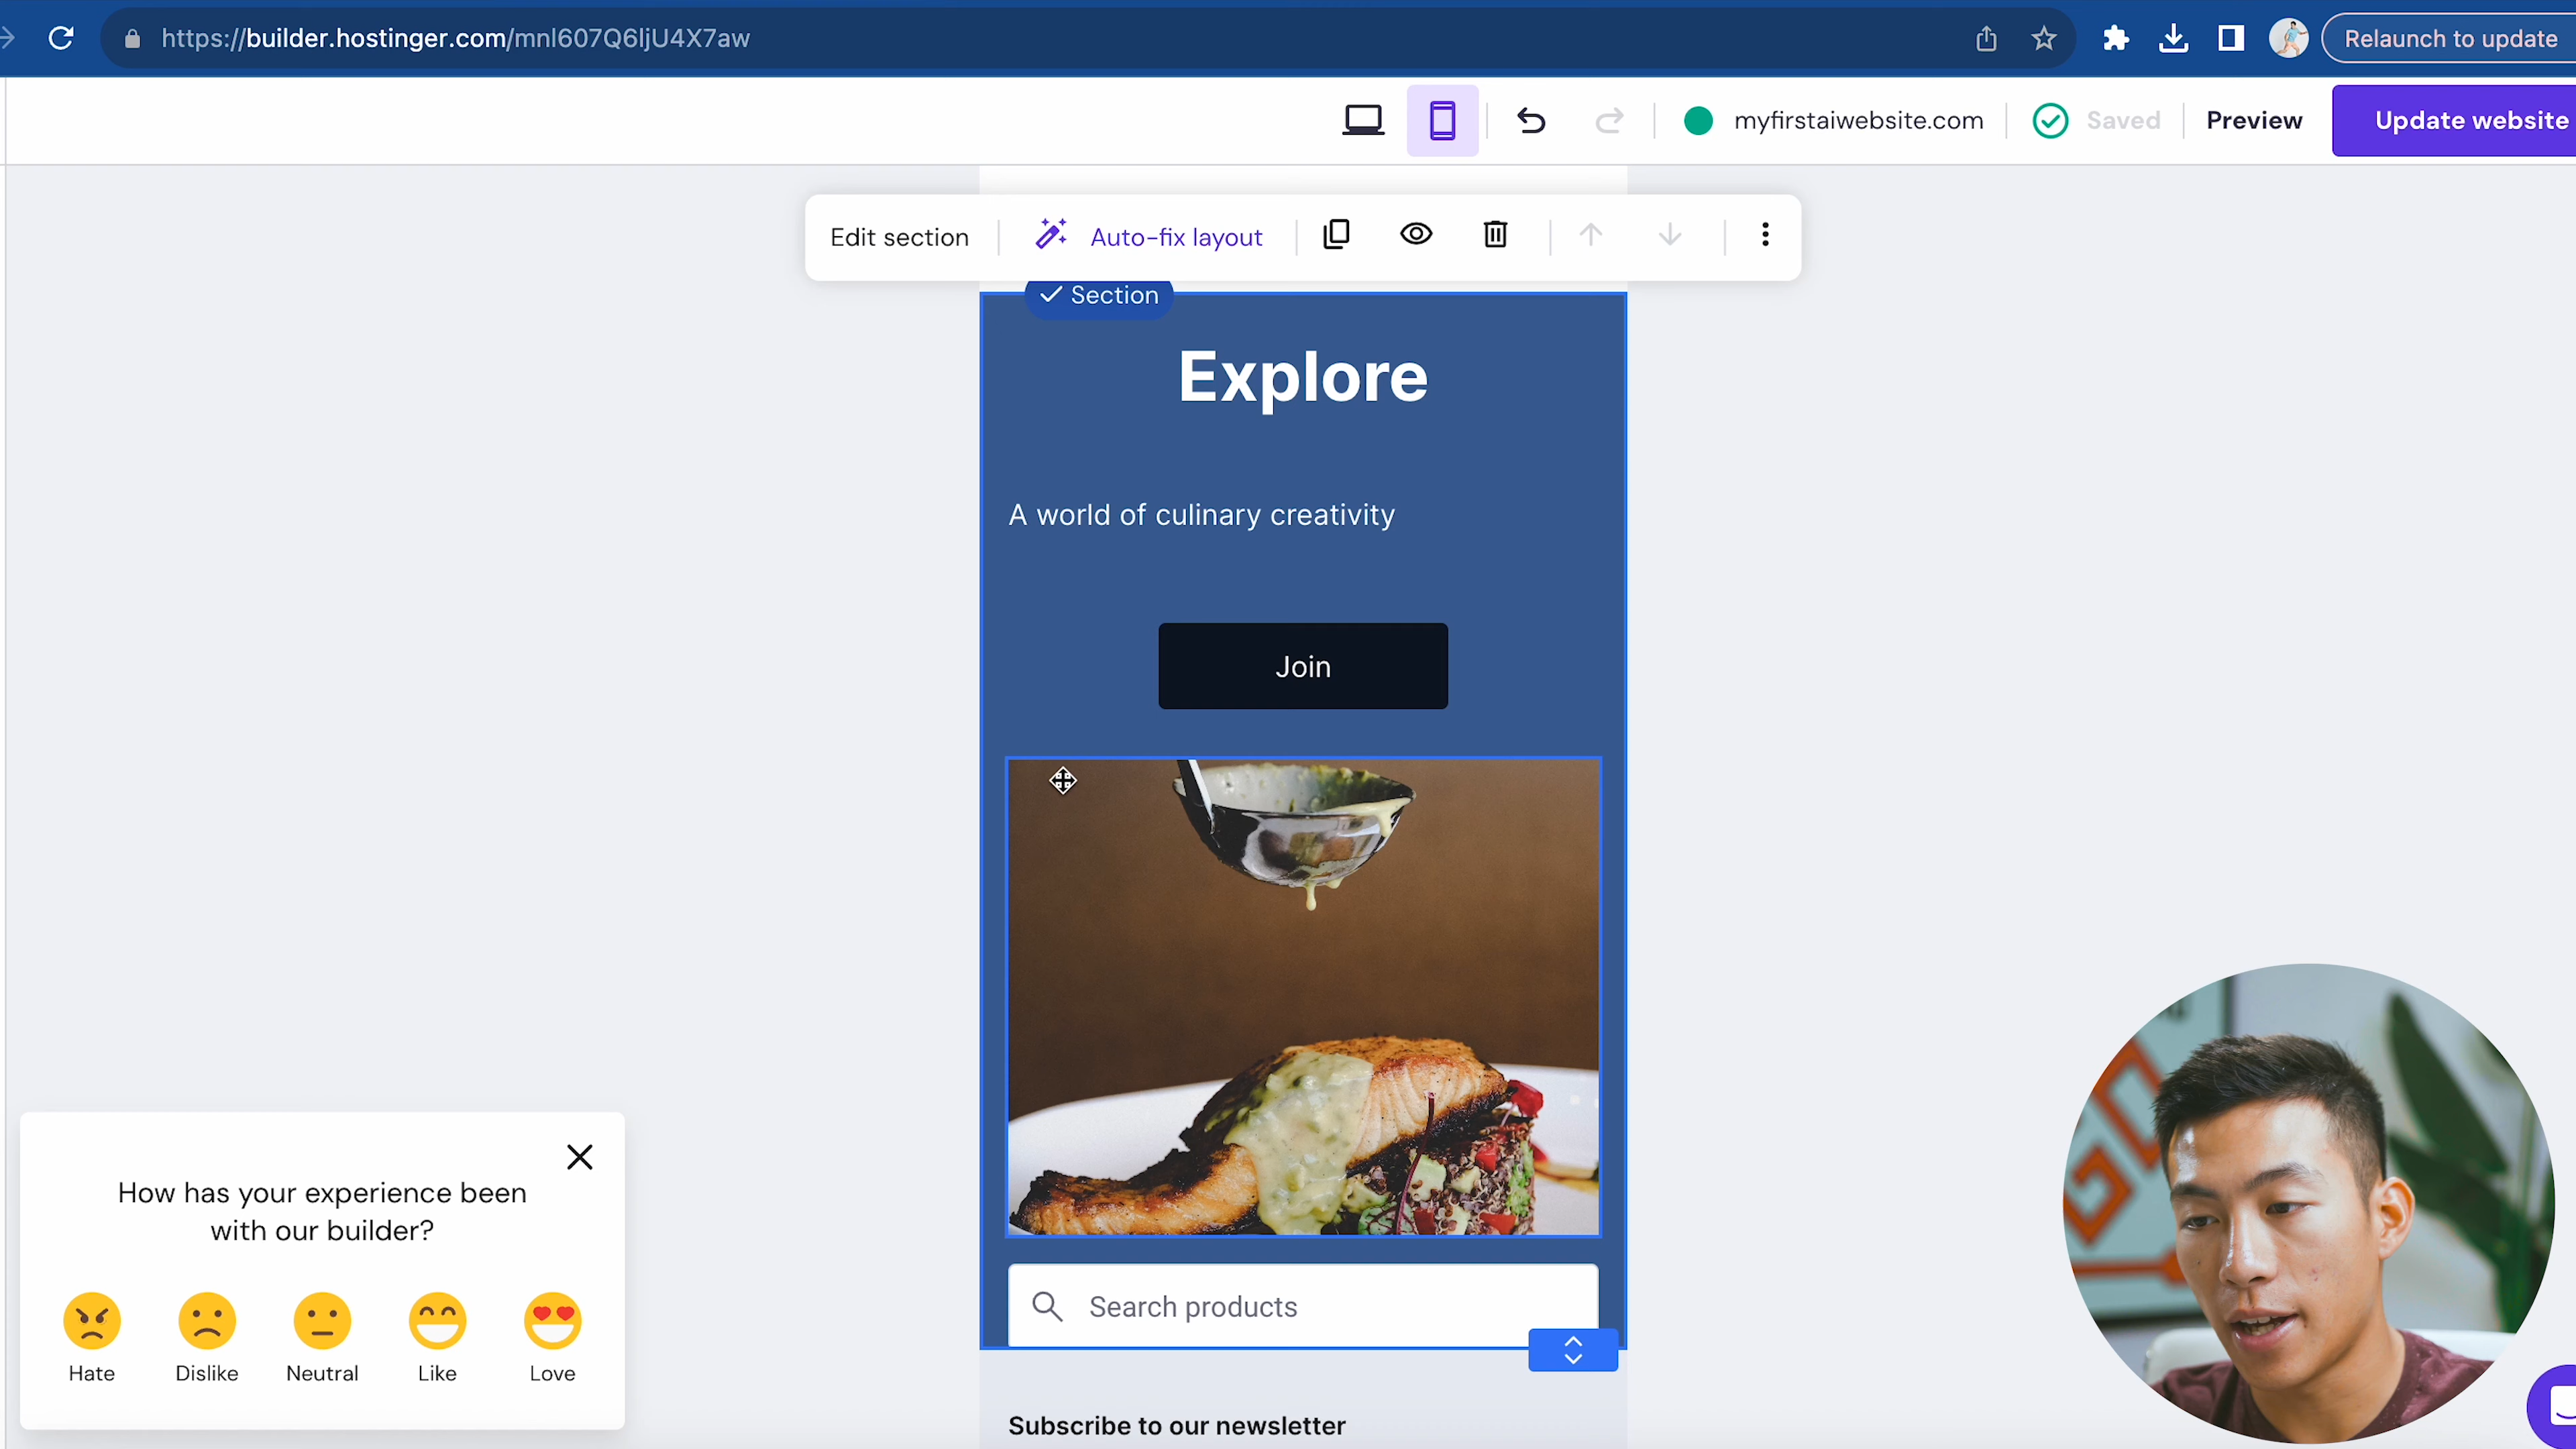 https://builder.hostinger.com/mnl607Q6ljU4X7aw
Relaunch to update
myfirstaiwebsite.com
Saved
Preview
Update website
Edit section
Auto-fix layout
Section
Explore
A world of culinary creativity
Join
Search products
Subscribe to our newsletter
How has your experience been
with our builder?
Hate
Dislike
Neutral
Like
Love